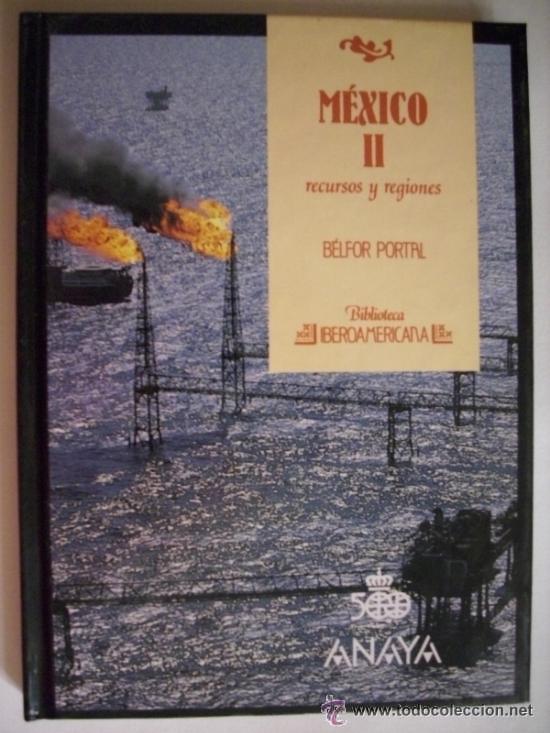 MÉXICO
II
recursos y regiones
BÉLFOR PORTAL
Biblioteca
IBEROAMERICANA
500
ANAYA
www.todocoleccion.net